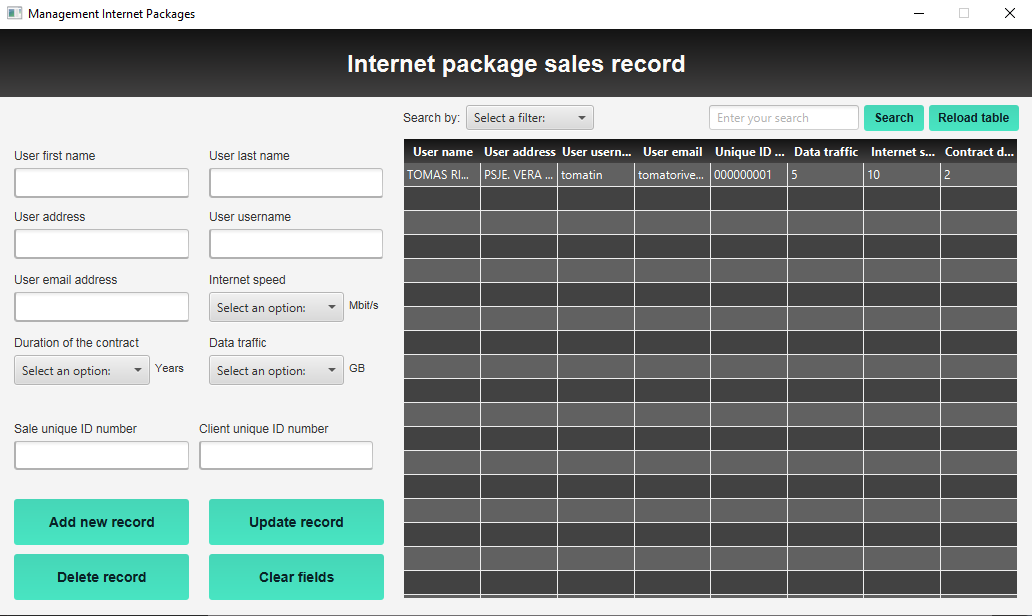 Management Internet Packages
Internet package sales record
Search by: Select a filter: Enter your search Search Reload table
User first name User last name
User address User username
User email address Internet speed
Select an option: Mbit/s
Duration of the contract Data traffic
Select an option: Years Select an option: GB
Sale unique ID number Client unique ID number
Add new record Update record
Delete record Clear fields
User name User address User usern... User email Unique ID ... Data traffic Internet s... Contract d...
TOMAS RI... PSJE. VERA ... tomatin tomatorive... 000000001 5 10 2